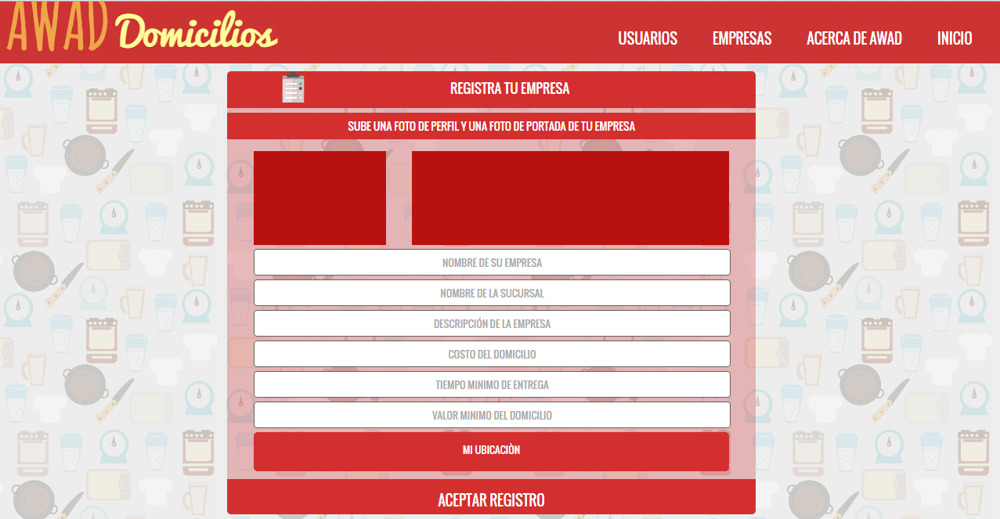 AWAD Domicilios
USUARIOS EMPRESAS ACERCA DE AWAD INICIO
REGISTRA TU EMPRESA
SUBE UNA FOTO DE PERFIL Y UNA FOTO DE PORTADA DE TU EMPRESA
NOMBRE DE SU EMPRESA
NOMBRE DE LA SUCURSAL
DESCRIPCIÓN DE LA EMPRESA
COSTO DEL DOMICILIO
TIEMPO MINIMO DE ENTREGA
VALOR MINIMO DEL DOMICILIO
MI UBICACIÒN
ACEPTAR REGISTRO